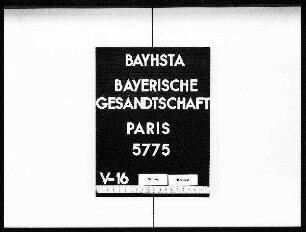 BAYHSTA
BAYERISCHE
GESANDTSCHAFT
PARIS
5775
V-16